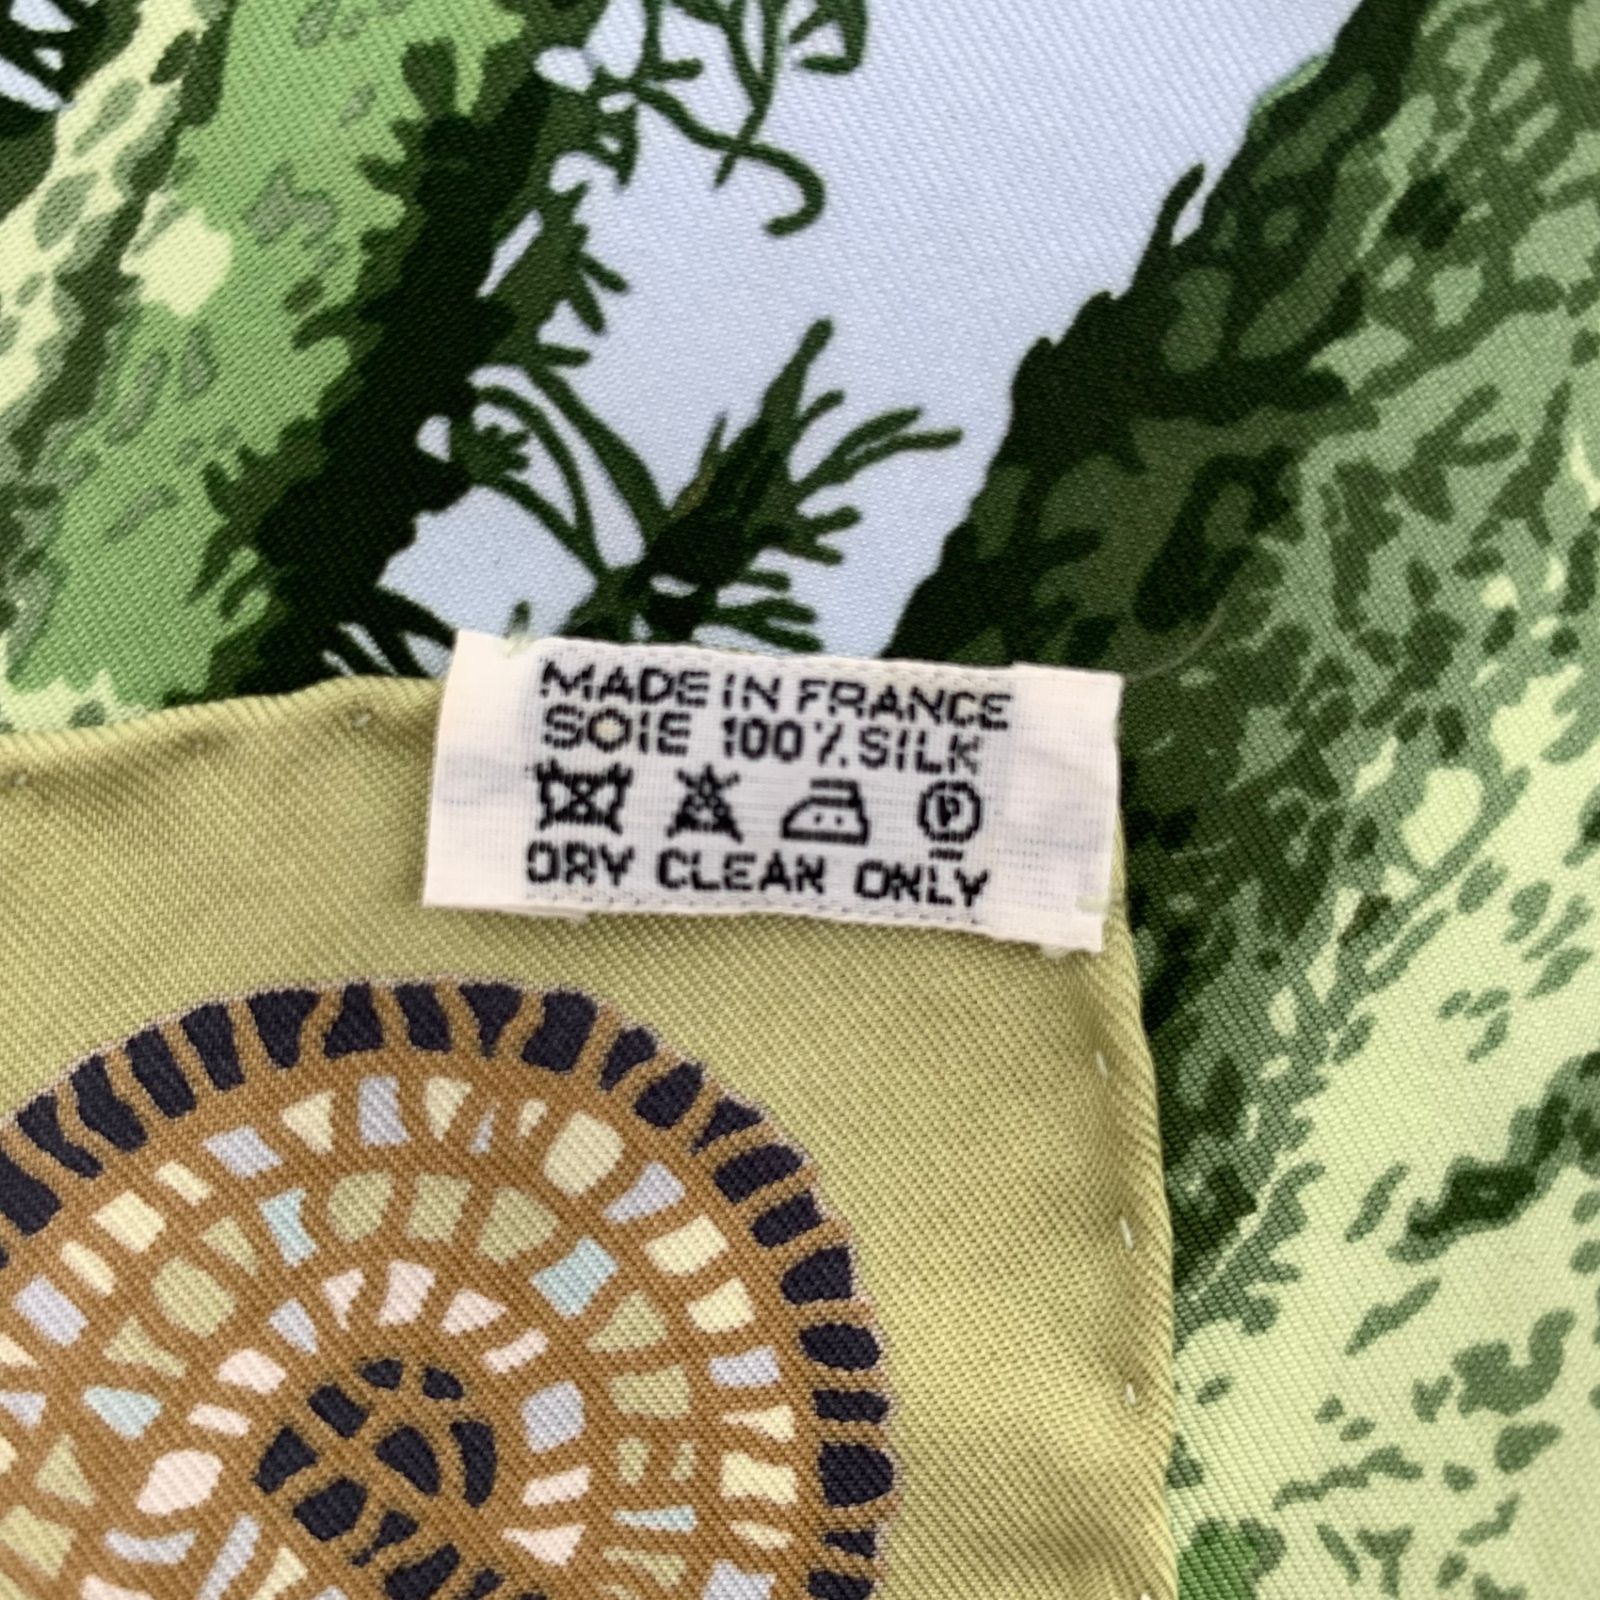 MADE IN FRANCE
SOIE 100% SILK
P
DRY CLEAN ONLY